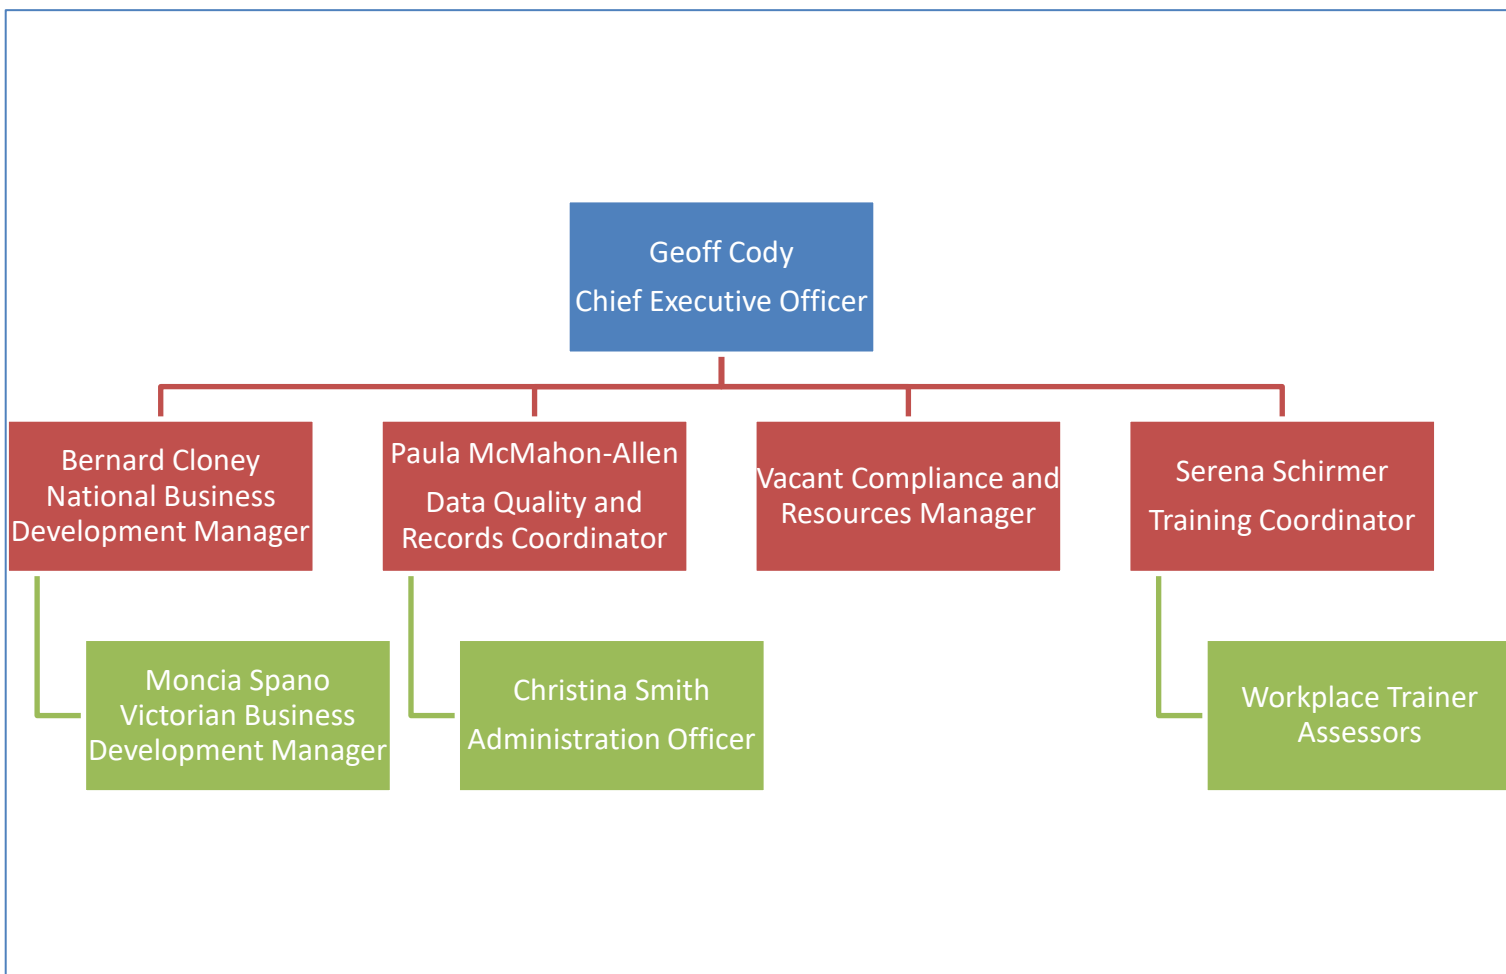 Geoff Cody
Chief Executive Officer
Bernard Cloney
National Business
Development Manager
Paula McMahon-Allen
Data Quality and
Records Coordinator
Vacant Compliance and
Resources Manager
Serena Schirmer
Training Coordinator
Moncia Spano
Victorian Business
Development Manager
Christina Smith
Administration Officer
Workplace Trainer
Assessors